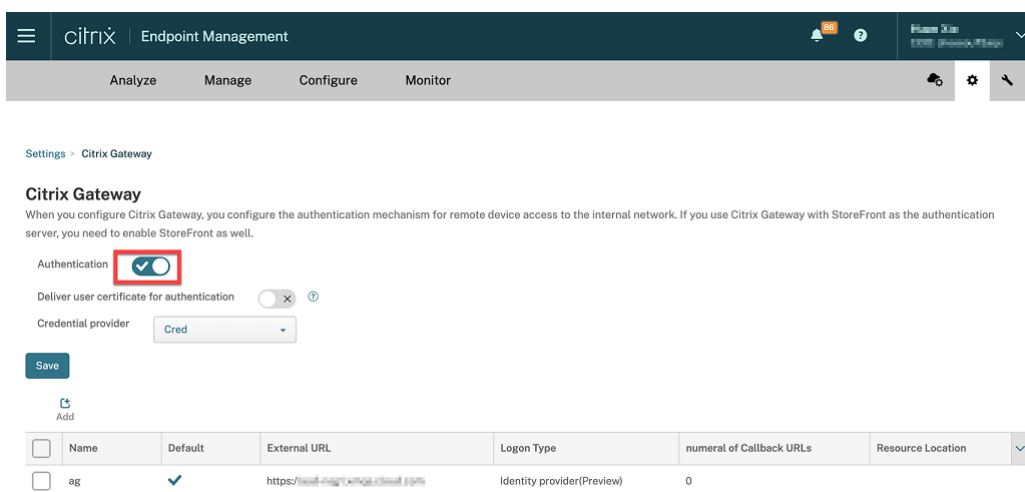 citrix Endpoint Management 86
Analyze Manage Configure Monitor
Settings > Citrix Gateway
Citrix Gateway
When you configure Citrix Gateway, you configure the authentication mechanism for remote device access to the internal network. If you use Citrix Gateway with StoreFront as the authentication
server, you need to enable StoreFront as well.
Authentication
Deliver user certificate for authentication ?
Credential provider Cred
Save
Add
Name Default External URL Logon Type numeral of Callback URLs Resource Location
ag https:/ Identity provider(Preview) 0